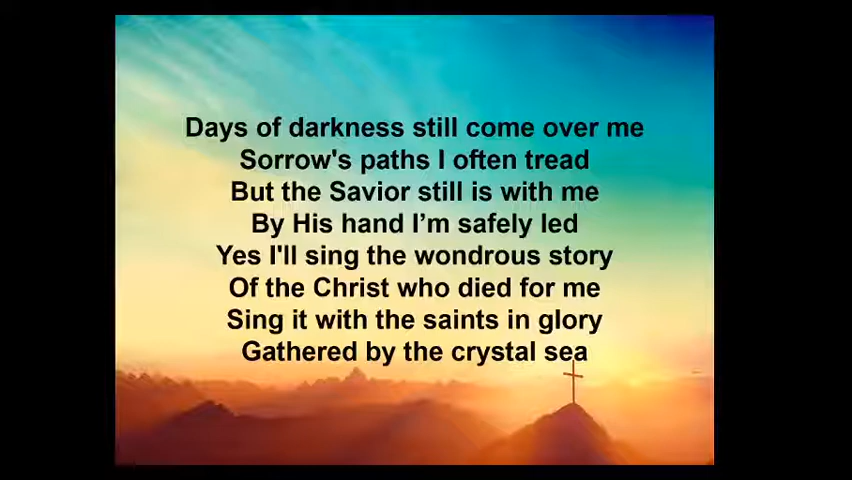 Days of darkness still come over me
Sorrow's paths I often tread
But the Savior still is with me
By His hand I’m safely led
Yes I'll sing the wondrous story
Of the Christ who died for me
Sing it with the saints in glory
Gathered by the crystal sea